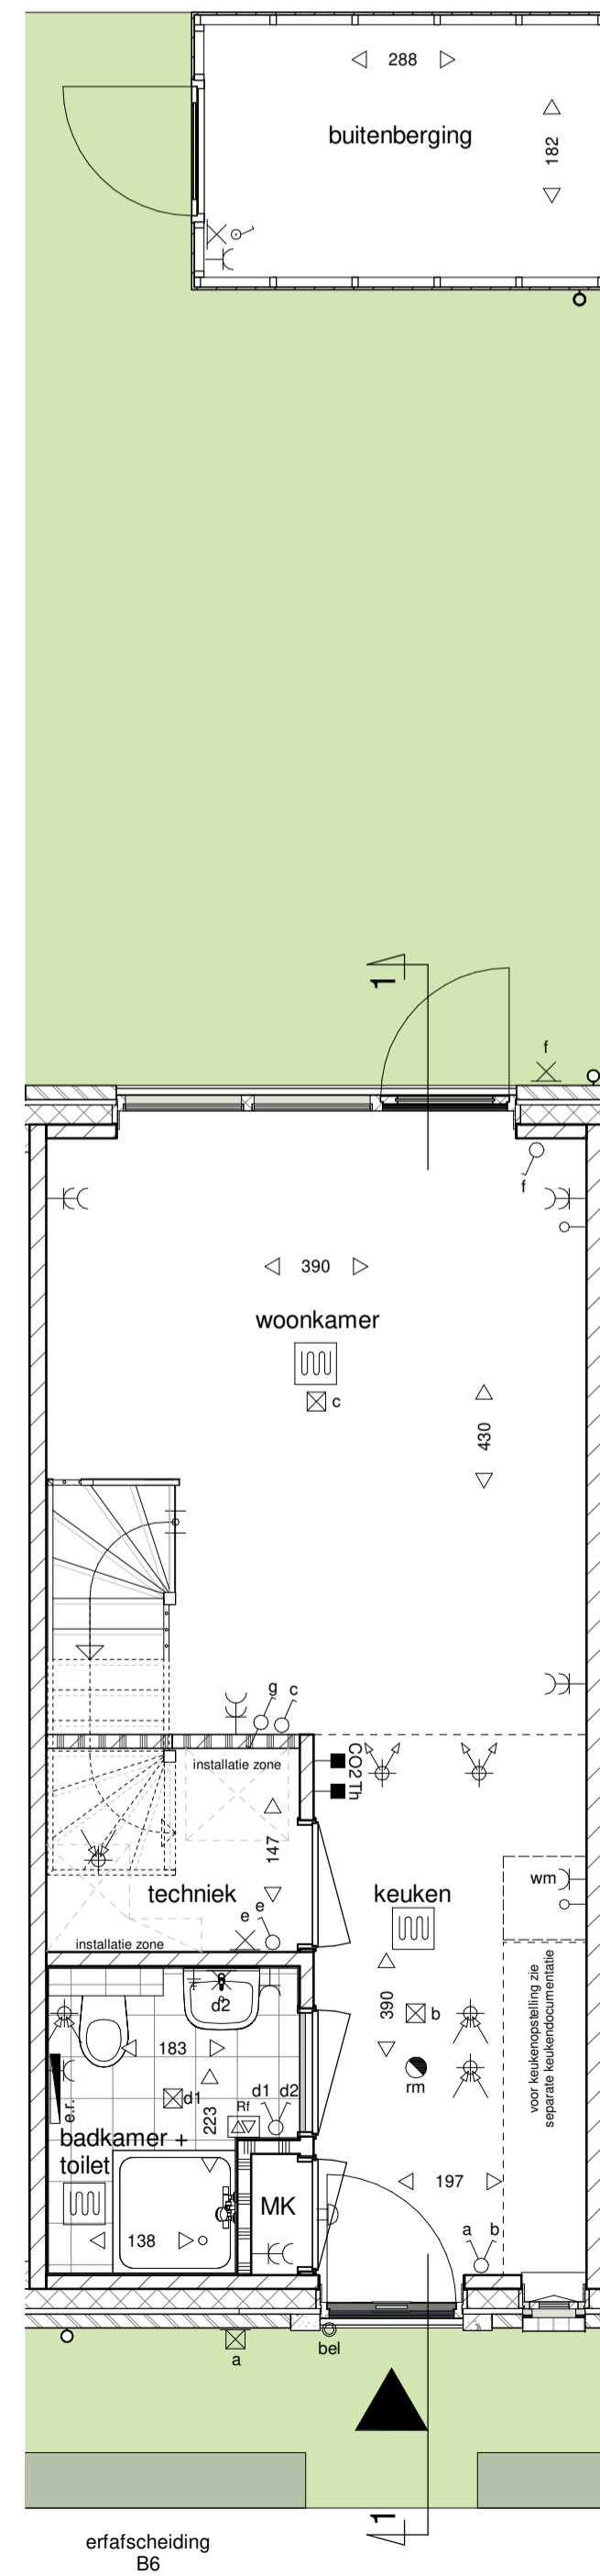 288
buitenberging
182
1
f
f
390
woonkamer
c
430
g c
installatie zone
CO2 Th
147
techniek
keuken
wm
e e
installatie zone
d2
390
b
voor keukenopstelling zie
separate keukendocumentatie
183
rm
d1
d1 d2
Rf
223
e.r.
badkamer +
toilet
197
MK
138
a b
bel
a
1
erfafscheiding
B6